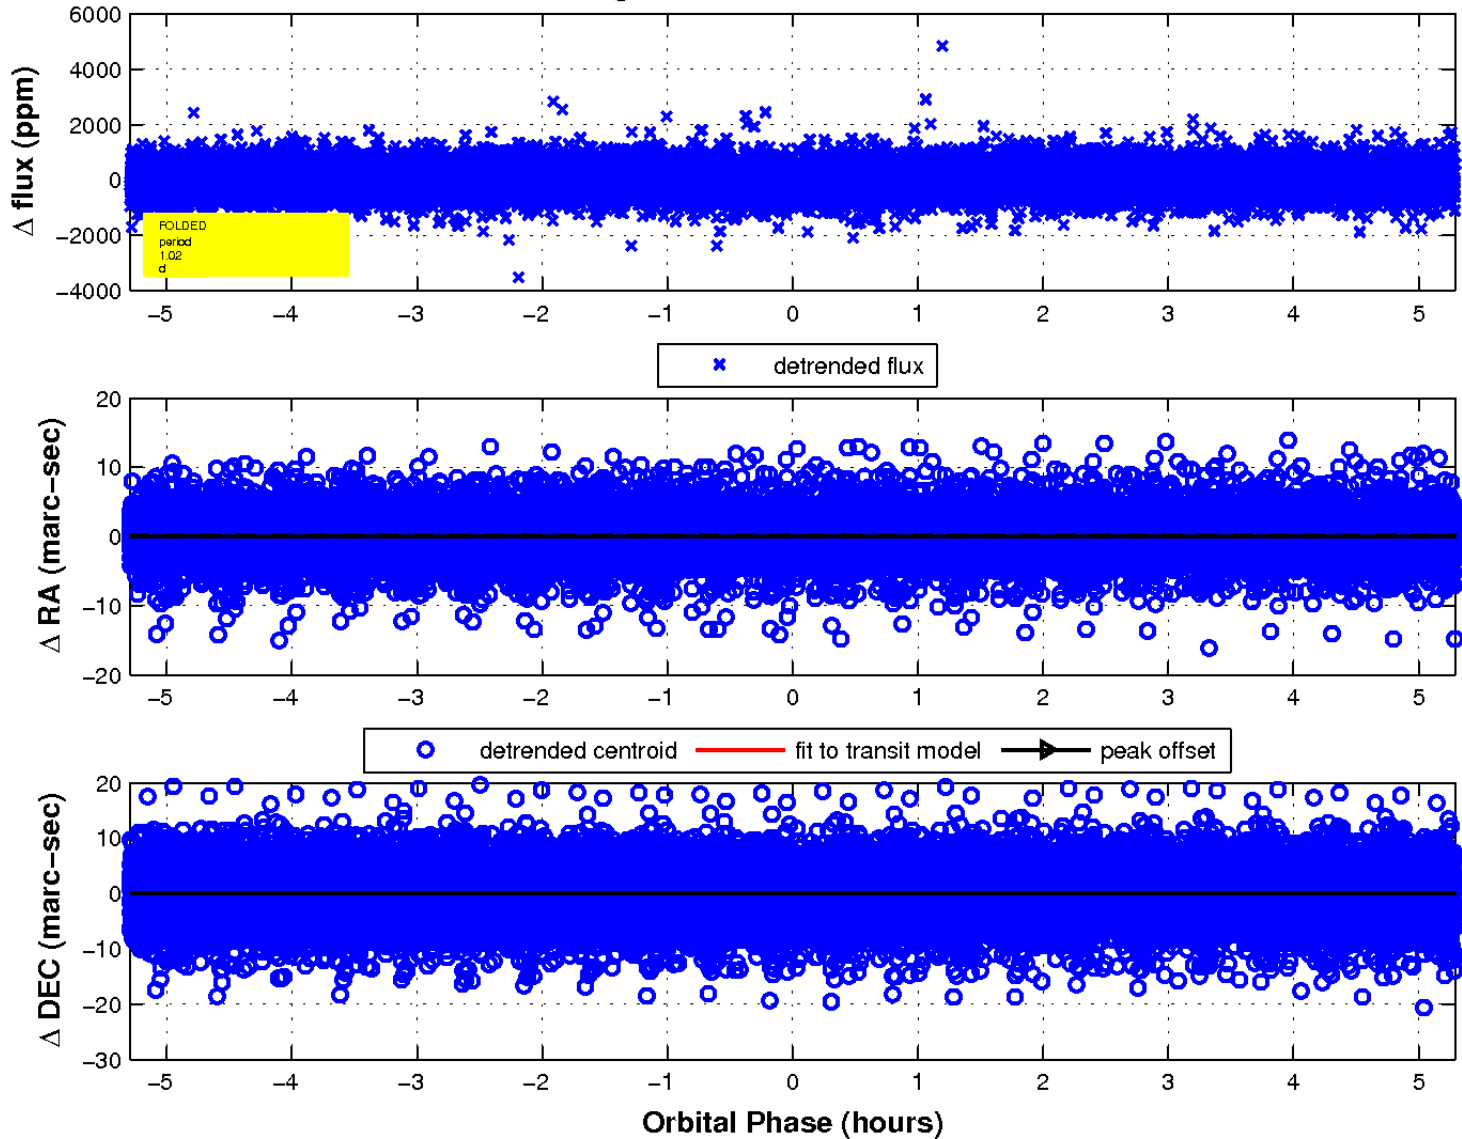 6000
4000
2000
0
−2000
−4000
Δ flux (ppm)
FOLDED
period
1.02
d
−5 −4 −3 −2 −1 0 1 2 3 4 5
detrended flux
20
10
0
−10
−20
Δ RA (marc−sec)
−5 −4 −3 −2 −1 0 1 2 3 4 5
detrended centroid fit to transit model peak offset
20
10
0
−10
−20
−30
Δ DEC (marc−sec)
−5 −4 −3 −2 −1 0 1 2 3 4 5
Orbital Phase (hours)